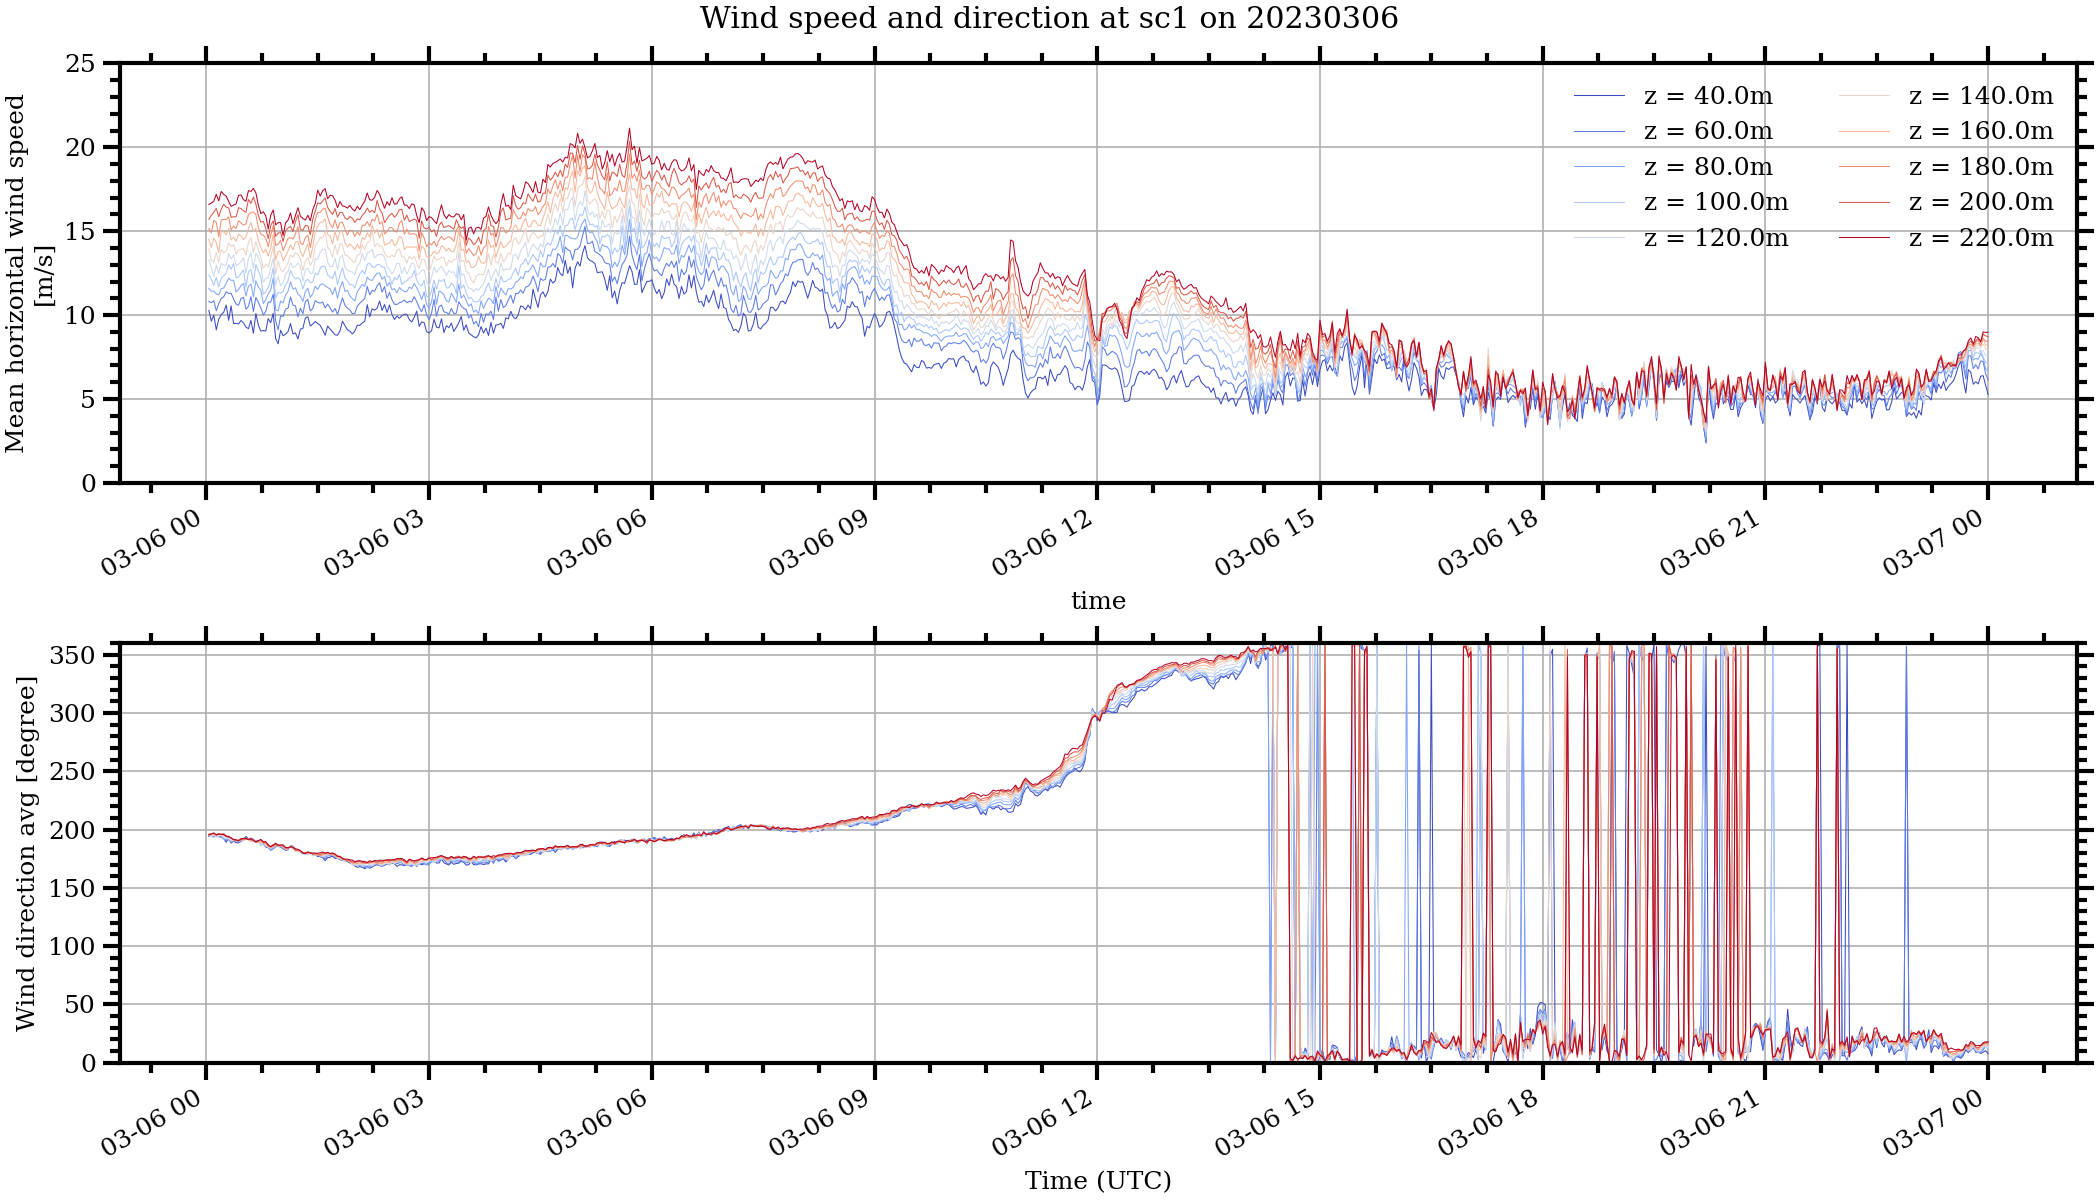 Wind speed and direction at sc1 on 20230306
Mean horizontal wind speed
[m/s]
25
20
15
10
5
0
z = 40.0m
z = 60.0m
z = 80.0m
z = 100.0m
z = 120.0m
z = 140.0m
z = 160.0m
z = 180.0m
z = 200.0m
z = 220.0m
03-06 00
03-06 03
03-06 06
03-06 09
03-06 12
03-06 15
03-06 18
03-06 21
03-07 00
time
Wind direction avg [degree]
350
300
250
200
150
100
50
0
03-06 00
03-06 03
03-06 06
03-06 09
03-06 12
03-06 15
03-06 18
03-06 21
03-07 00
Time (UTC)